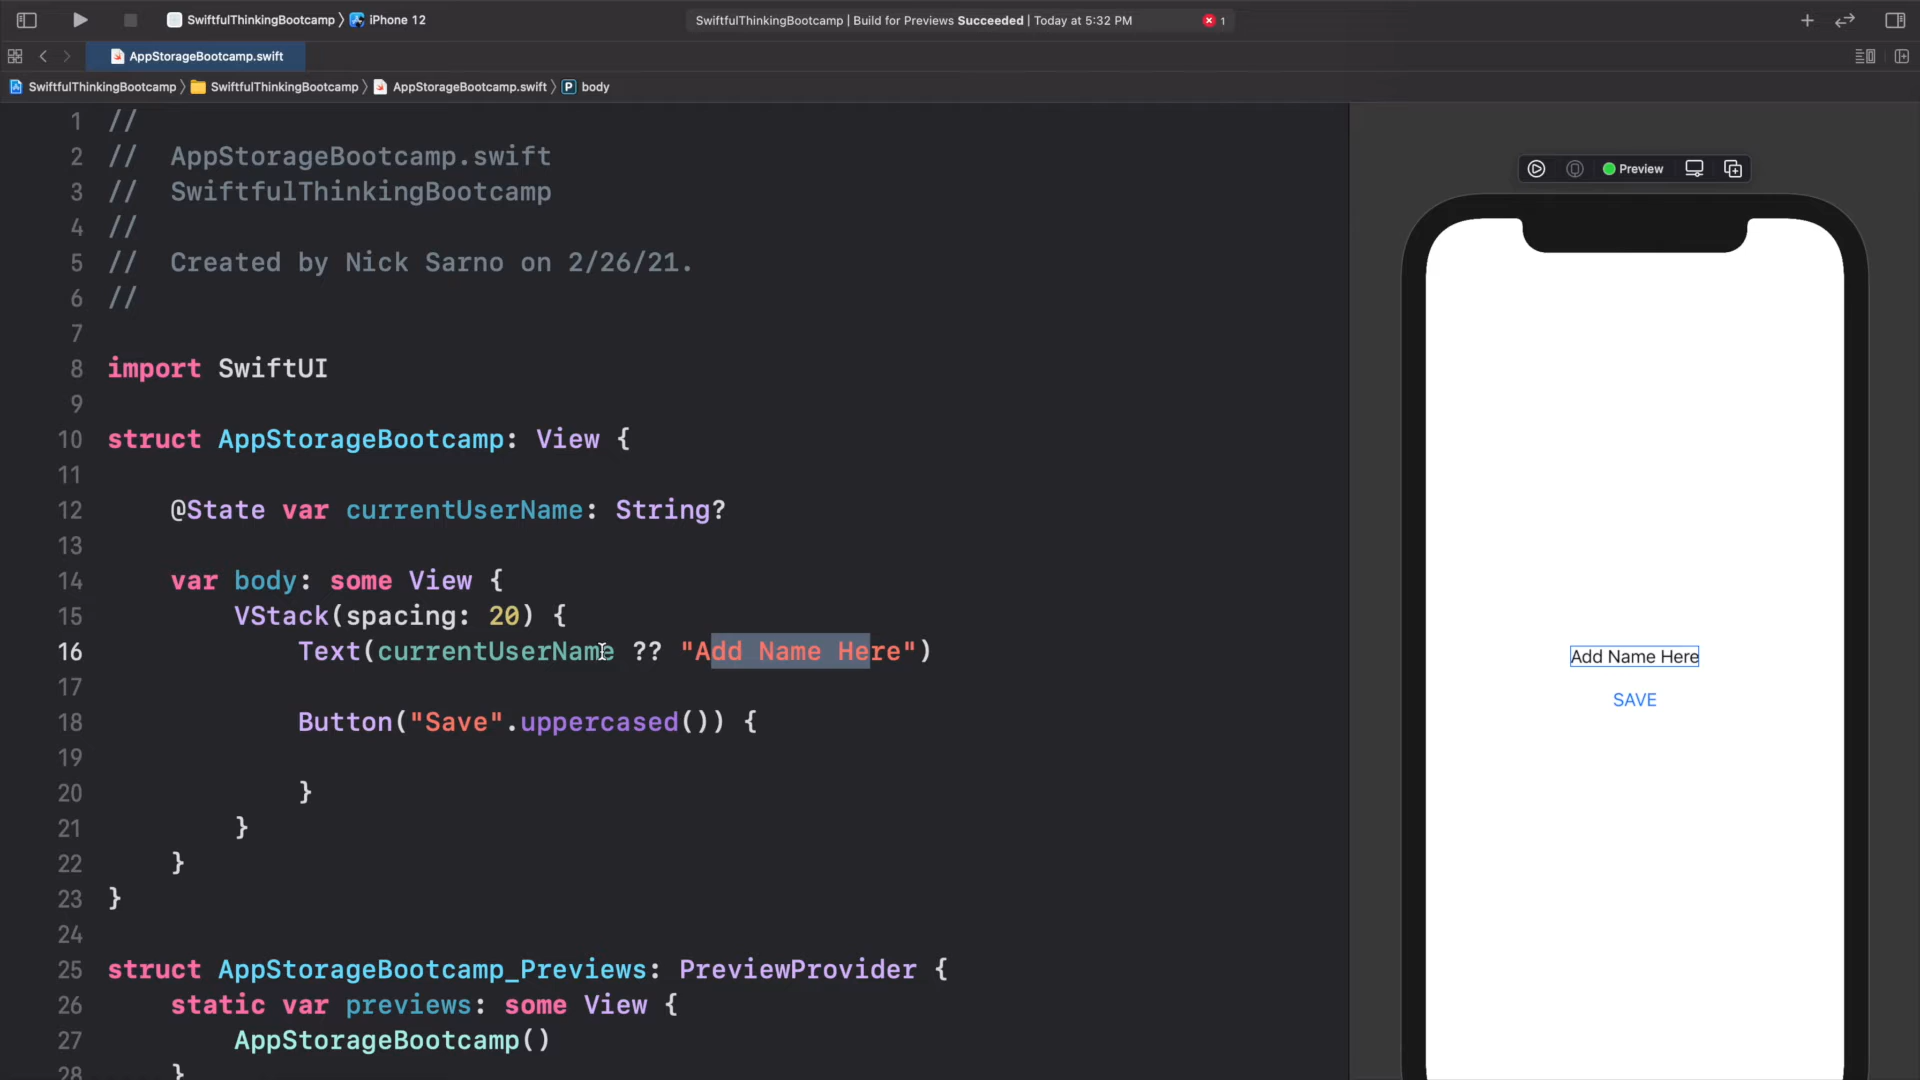 SwiftfulThinkingBootcamp 〉 iPhone 12
SwiftfulThinkingBootcamp | Build for Previews Succeeded | Today at 5:32 PM
1
AppStorageBootcamp.swift
SwiftfulThinkingBootcamp 〉 SwiftfulThinkingBootcamp 〉 AppStorageBootcamp.swift 〉 P body
1 //
2 //  AppStorageBootcamp.swift
3 //  SwiftfulThinkingBootcamp
4 //
5 //  Created by Nick Sarno on 2/26/21.
6 //
7
8 import SwiftUI
9
10 struct AppStorageBootcamp: View {
11
12     @State var currentUserName: String?
13
14     var body: some View {
15         VStack(spacing: 20) {
16             Text(currentUserName ?? "Add Name Here")
17
18             Button("Save".uppercased()) {
19
20             }
21         }
22     }
23 }
24
25 struct AppStorageBootcamp_Previews: PreviewProvider {
26     static var previews: some View {
27         AppStorageBootcamp()
28     }
Preview
Add Name Here
SAVE